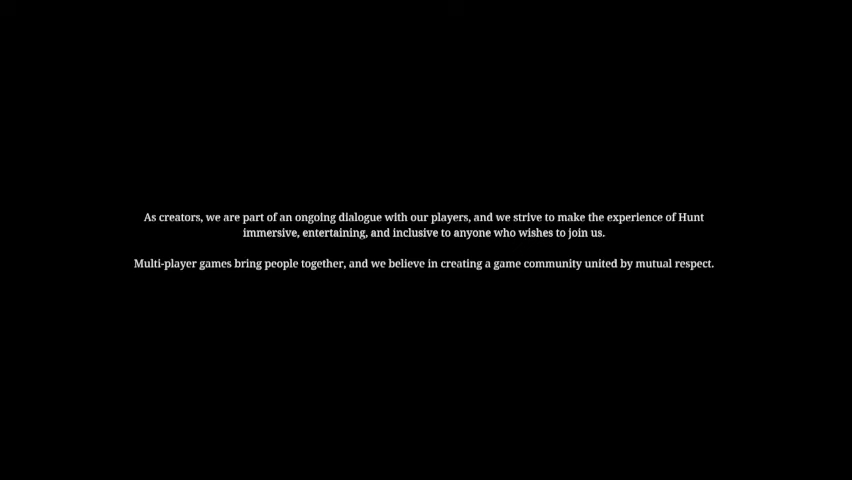 As creators, we are part of an ongoing dialogue with our players, and we strive to make the experience of Hunt
immersive, entertaining, and inclusive to anyone who wishes to join us.
Multi-player games bring people together, and we believe in creating a game community united by mutual respect.